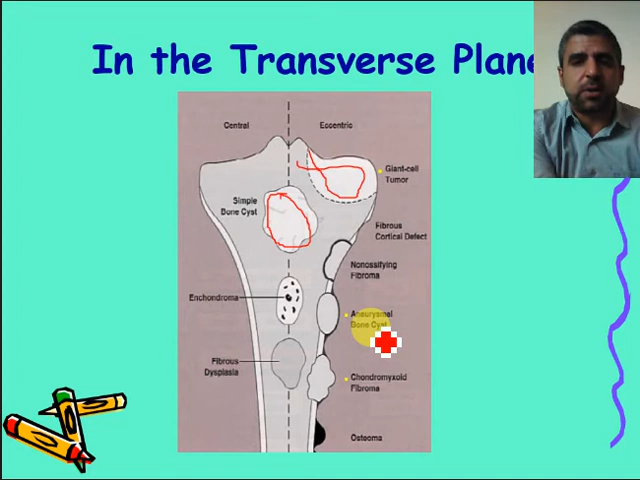 In the Transverse Plane
Central
Eccentric
Giant-cell
Tumor
Simple
Bone Cyst
Fibrous
Cortical Defect
Nonossifying
Fibroma
Enchondroma
Aneurysmal
Bone Cyst
Fibrous
Dysplasia
Chondromyxoid
Fibroma
Osteoma